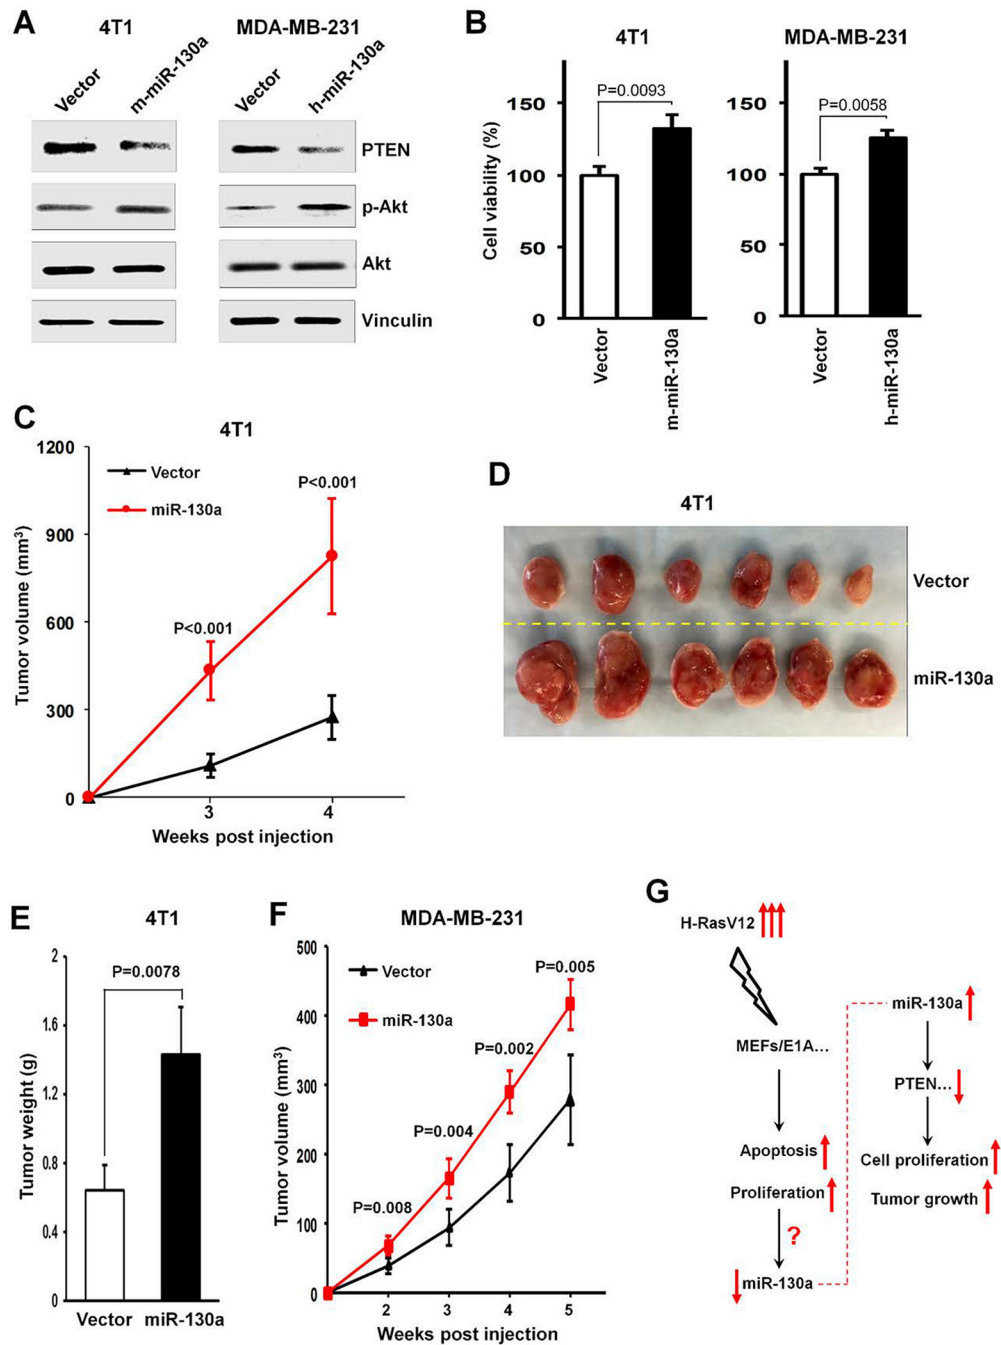 A
4T1
MDA-MB-231
Vector
m-miR-130a
Vector
h-miR-130a
PTEN
p-Akt
Akt
Vinculin
B
4T1
MDA-MB-231
Cell viability (%)
150
100
50
0
P=0.0093
Vector
m-miR-130a
150
100
50
0
P=0.0058
Vector
h-miR-130a
C
4T1
Tumor volume (mm³)
1200
900
600
300
0
Vector
miR-130a
P<0.001
P<0.001
3 4
Weeks post injection
D
4T1
Vector
miR-130a
E
4T1
Tumor weight (g)
2
1.6
1.2
0.8
0.4
0
P=0.0078
Vector miR-130a
F
MDA-MB-231
Tumor volume (mm³)
500
400
300
200
100
0
Vector
miR-130a
P=0.008
P=0.004
P=0.002
P=0.005
2 3 4 5
Weeks post injection
G
H-RasV12
MEFs/E1A...
Apoptosis
Proliferation
?
miR-130a
miR-130a
PTEN...
Cell proliferation
Tumor growth